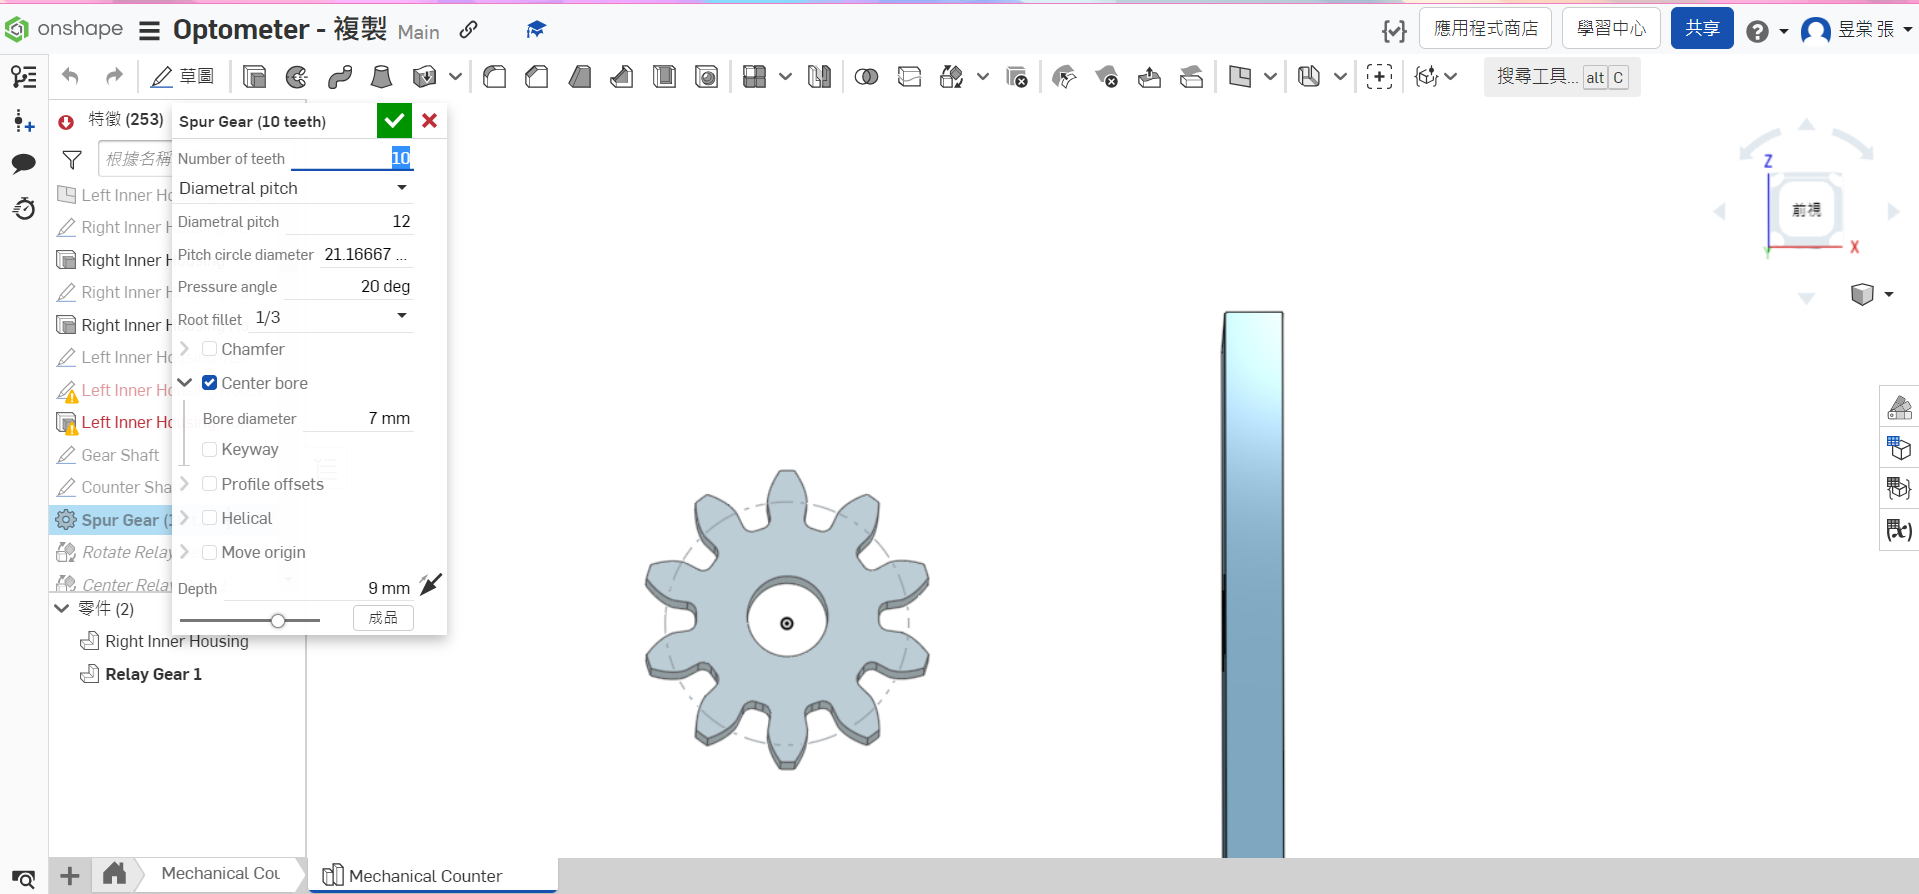 onshape
Optometer - 複製 Main
應用程式商店
學習中心
共享
昱棠 張
草圖
搜尋工具... alt C
特徵 (253)
根據名稱
Left Inner Ho
Right Inner H
Right Inner H
Right Inner H
Right Inner H
Left Inner Ho
Left Inner Ho
Left Inner Ho
Gear Shaft
Counter Sha
Spur Gear (1
Rotate Relay
Center Relay
零件 (2)
Right Inner Housing
Relay Gear 1
Spur Gear (10 teeth)
Number of teeth 10
Diametral pitch
Diametral pitch 12
Pitch circle diameter 21.16667 ...
Pressure angle 20 deg
Root fillet 1/3
Chamfer
Center bore
Bore diameter 7 mm
Keyway
Profile offsets
Helical
Move origin
Depth 9 mm
成品
Z
前視
X
Y
(x)
Mechanical Cou
Mechanical Counter